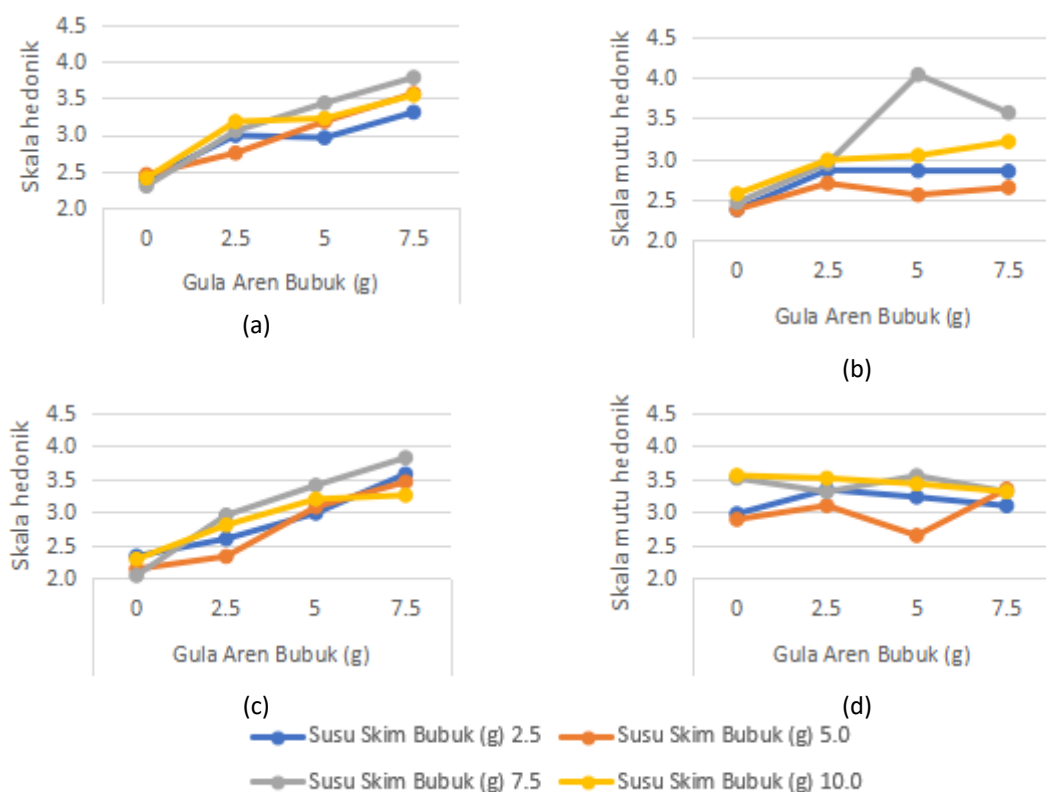 Skala hedonik
4.5
4.0
3.5
3.0
2.5
2.0
0 2.5 5 7.5
Gula Aren Bubuk (g)
(a)
Skala mutu hedonik
4.5
4.0
3.5
3.0
2.5
2.0
0 2.5 5 7.5
Gula Aren Bubuk (g)
(b)
Skala hedonik
4.5
4.0
3.5
3.0
2.5
2.0
0 2.5 5 7.5
Gula Aren Bubuk (g)
(c)
Skala mutu hedonik
4.5
4.0
3.5
3.0
2.5
2.0
0 2.5 5 7.5
Gula Aren Bubuk (g)
(d)
Susu Skim Bubuk (g) 2.5 Susu Skim Bubuk (g) 5.0
Susu Skim Bubuk (g) 7.5 Susu Skim Bubuk (g) 10.0